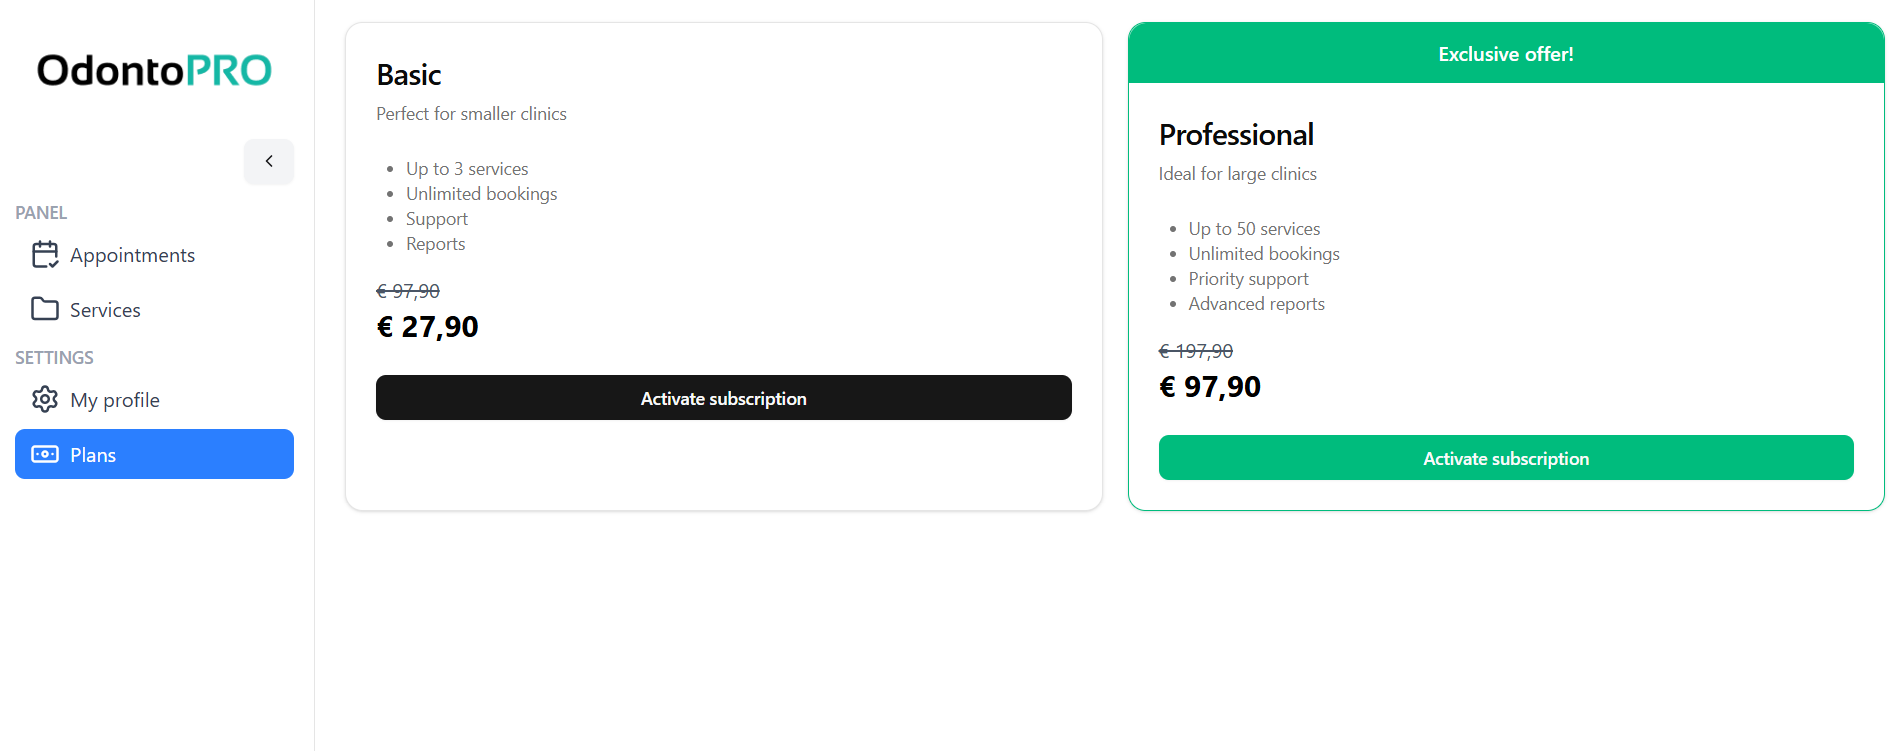 OdontoPRO
PANEL
Appointments
Services
SETTINGS
My profile
Plans
Basic
Perfect for smaller clinics
Up to 3 services
Unlimited bookings
Support
Reports
€ 97,90
€ 27,90
Activate subscription
Exclusive offer!
Professional
Ideal for large clinics
Up to 50 services
Unlimited bookings
Priority support
Advanced reports
€ 197,90
€ 97,90
Activate subscription